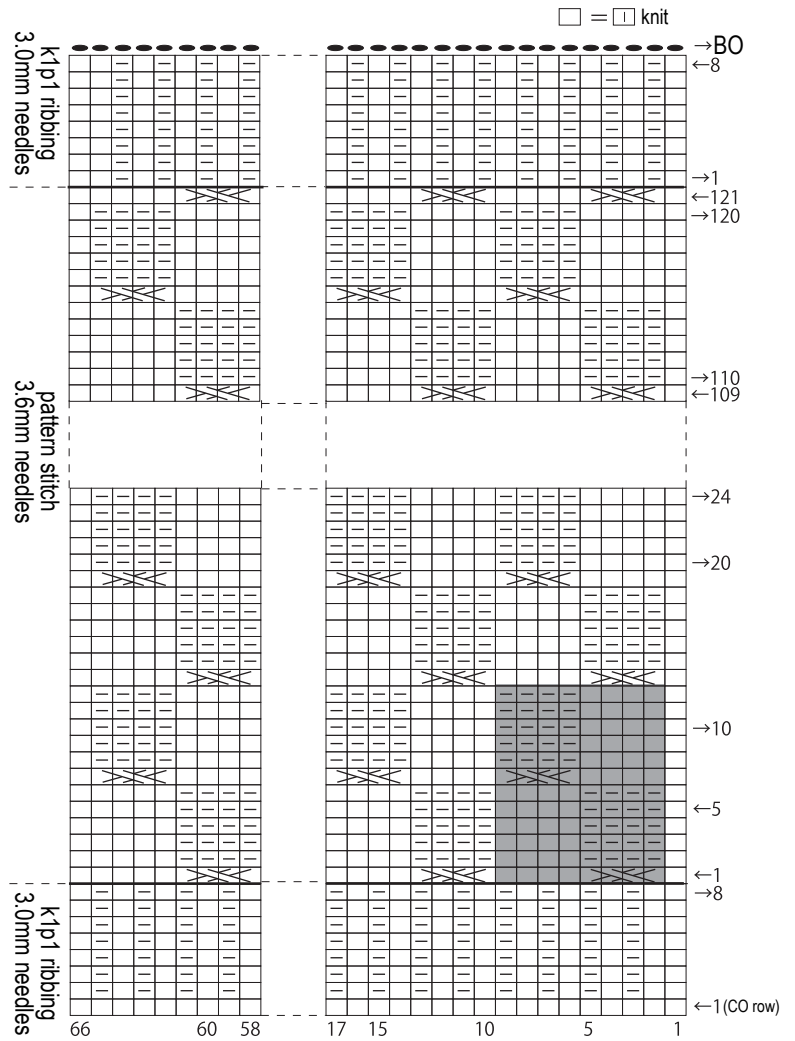 □ = | knit
→BO
←8
k1p1 ribbing
3.0mm needles
→1
←121
→120
→110
←109
pattern stitch
3.6mm needles
→24
→20
→10
←5
←1
→8
k1p1 ribbing
3.0mm needles
←1(CO row)
66 60 58 17 15 10 5 1